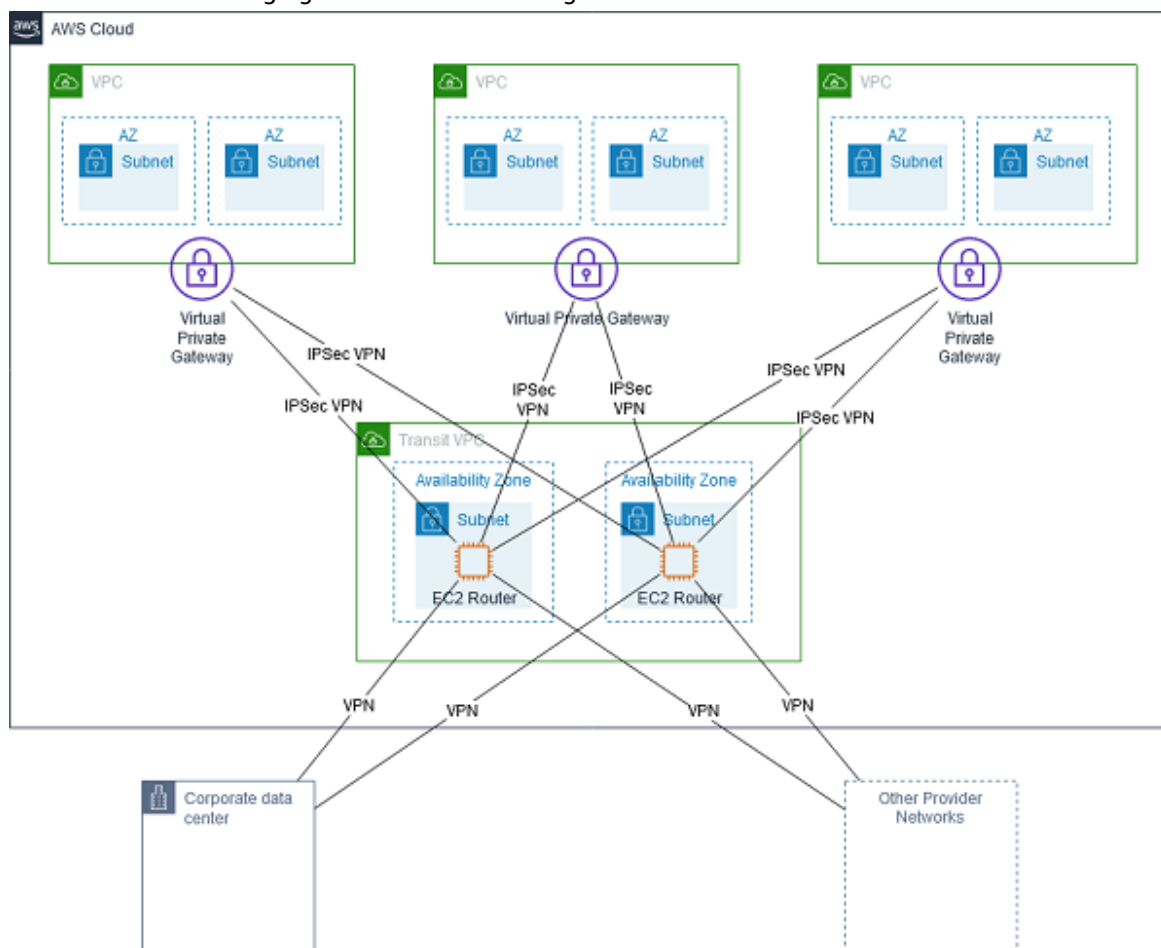 aws AWS Cloud
VPC
VPC
VPC
AZ
AZ
AZ
AZ
AZ
AZ
Subnet
Subnet
Subnet
Subnet
Subnet
Subnet
Virtual
Private
Gateway
Virtual Private Gateway
Virtual
Private
Gateway
IPSec VPN
IPSec VPN
IPSec
VPN
IPSec
VPN
IPSec VPN
IPSec VPN
Transit VPC
Availability Zone
Availability Zone
Subnet
Subnet
EC2 Router
EC2 Router
VPN
VPN
VPN
VPN
Corporate data
center
Other Provider
Networks